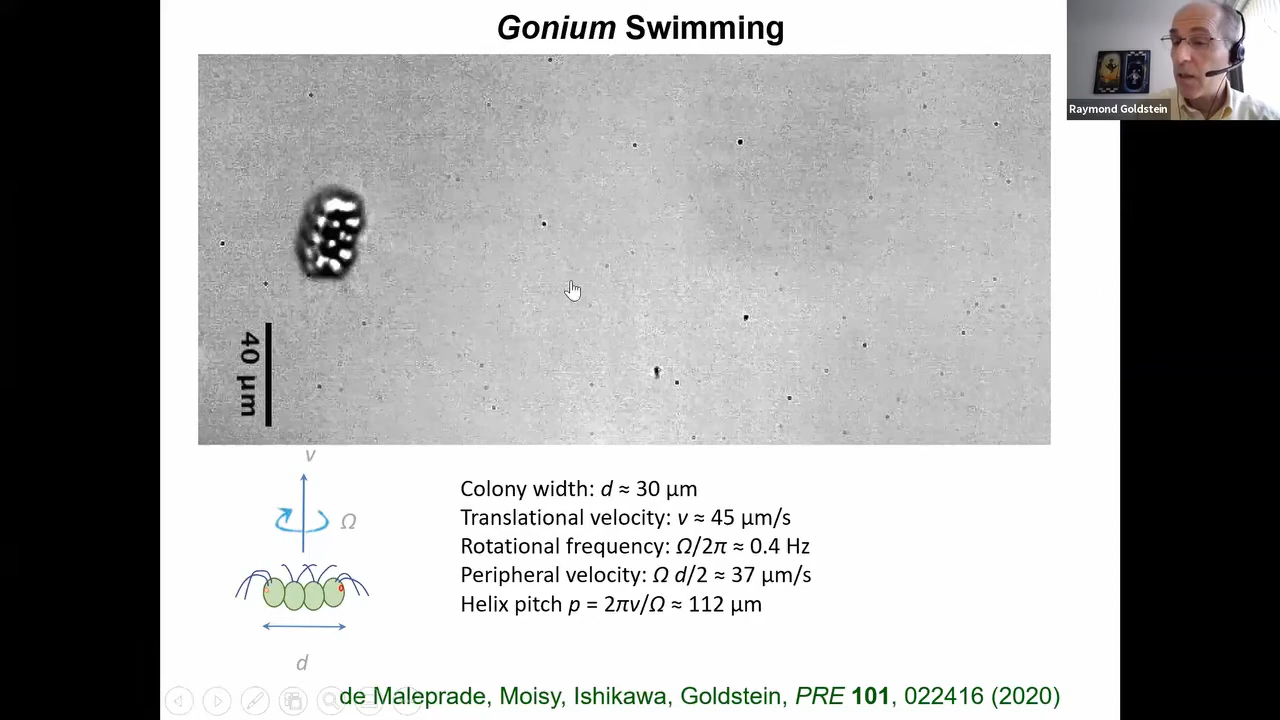 Gonium Swimming
Raymond Goldstein
40 µm
v
Ω
d
Colony width: d ≈ 30 µm
Translational velocity: v ≈ 45 µm/s
Rotational frequency: Ω/2π ≈ 0.4 Hz
Peripheral velocity: Ω d/2 ≈ 37 µm/s
Helix pitch p = 2πv/Ω ≈ 112 µm
de Maleprade, Moisy, Ishikawa, Goldstein, PRE 101, 022416 (2020)